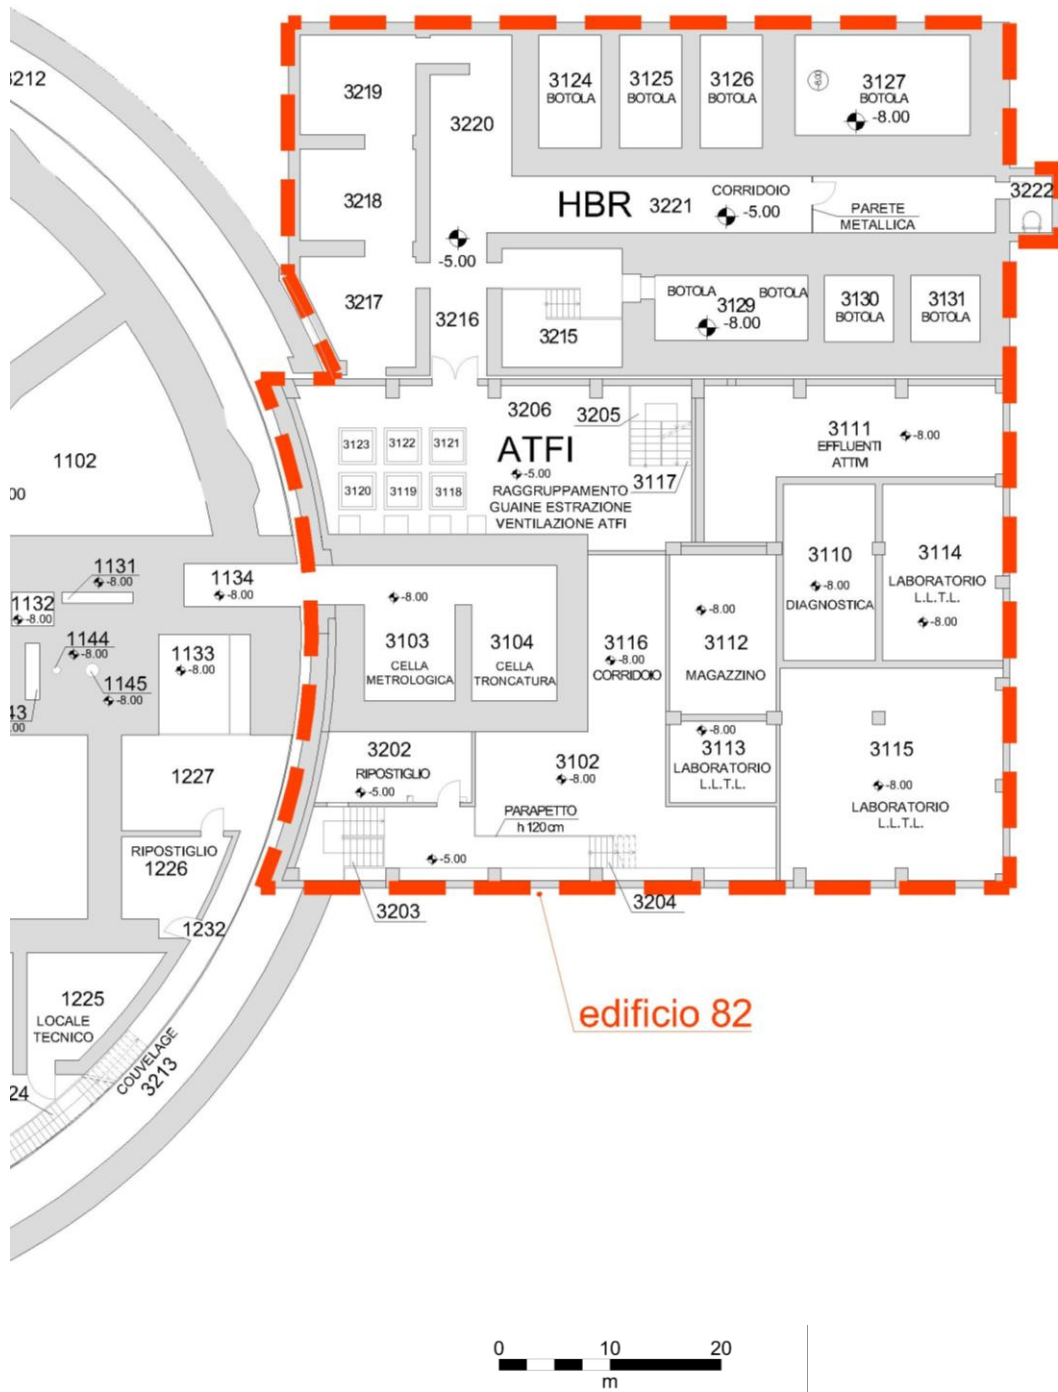 3212
3219
3220
3218
3217
3216
3124
BOTOLA
3125
BOTOLA
3126
BOTOLA
-8.00
3127
BOTOLA
-8.00
HBR
3221
CORRIDOIO
-5.00
PARETE
METALLICA
3222
-5.00
3215
BOTOLA
BOTOLA
3129
-8.00
3130
BOTOLA
3131
BOTOLA
3206
3205
ATFI
-5.00
RAGGRUPPAMENTO
GUAINE ESTRAZIONE
VENTILAZIONE ATFI
3117
3123
3122
3121
3120
3119
3118
3111
-8.00
EFFLUENTI
ATTIVI
1102
00
3110
-8.00
DIAGNOSTICA
3114
LABORATORIO
L.L.T.L.
-8.00
1131
-8.00
1132
-8.00
1134
-8.00
1144
-8.00
1145
-8.00
1133
-8.00
43
.00
-8.00
3103
CELLA
METROLOGICA
3104
CELLA
TRONCATURA
3116
-8.00
CORRIDOIO
-8.00
3112
MAGAZZINO
-8.00
3113
LABORATORIO
L.L.T.L.
3115
-8.00
LABORATORIO
L.L.T.L.
1227
3202
RIPOSTIGLIO
-5.00
3102
-8.00
PARAPETTO
h 120cm
-5.00
RIPOSTIGLIO
1226
1232
3203
3204
1225
LOCALE
TECNICO
COUVELAGE
3213
24
edificio 82
0 10 20
m